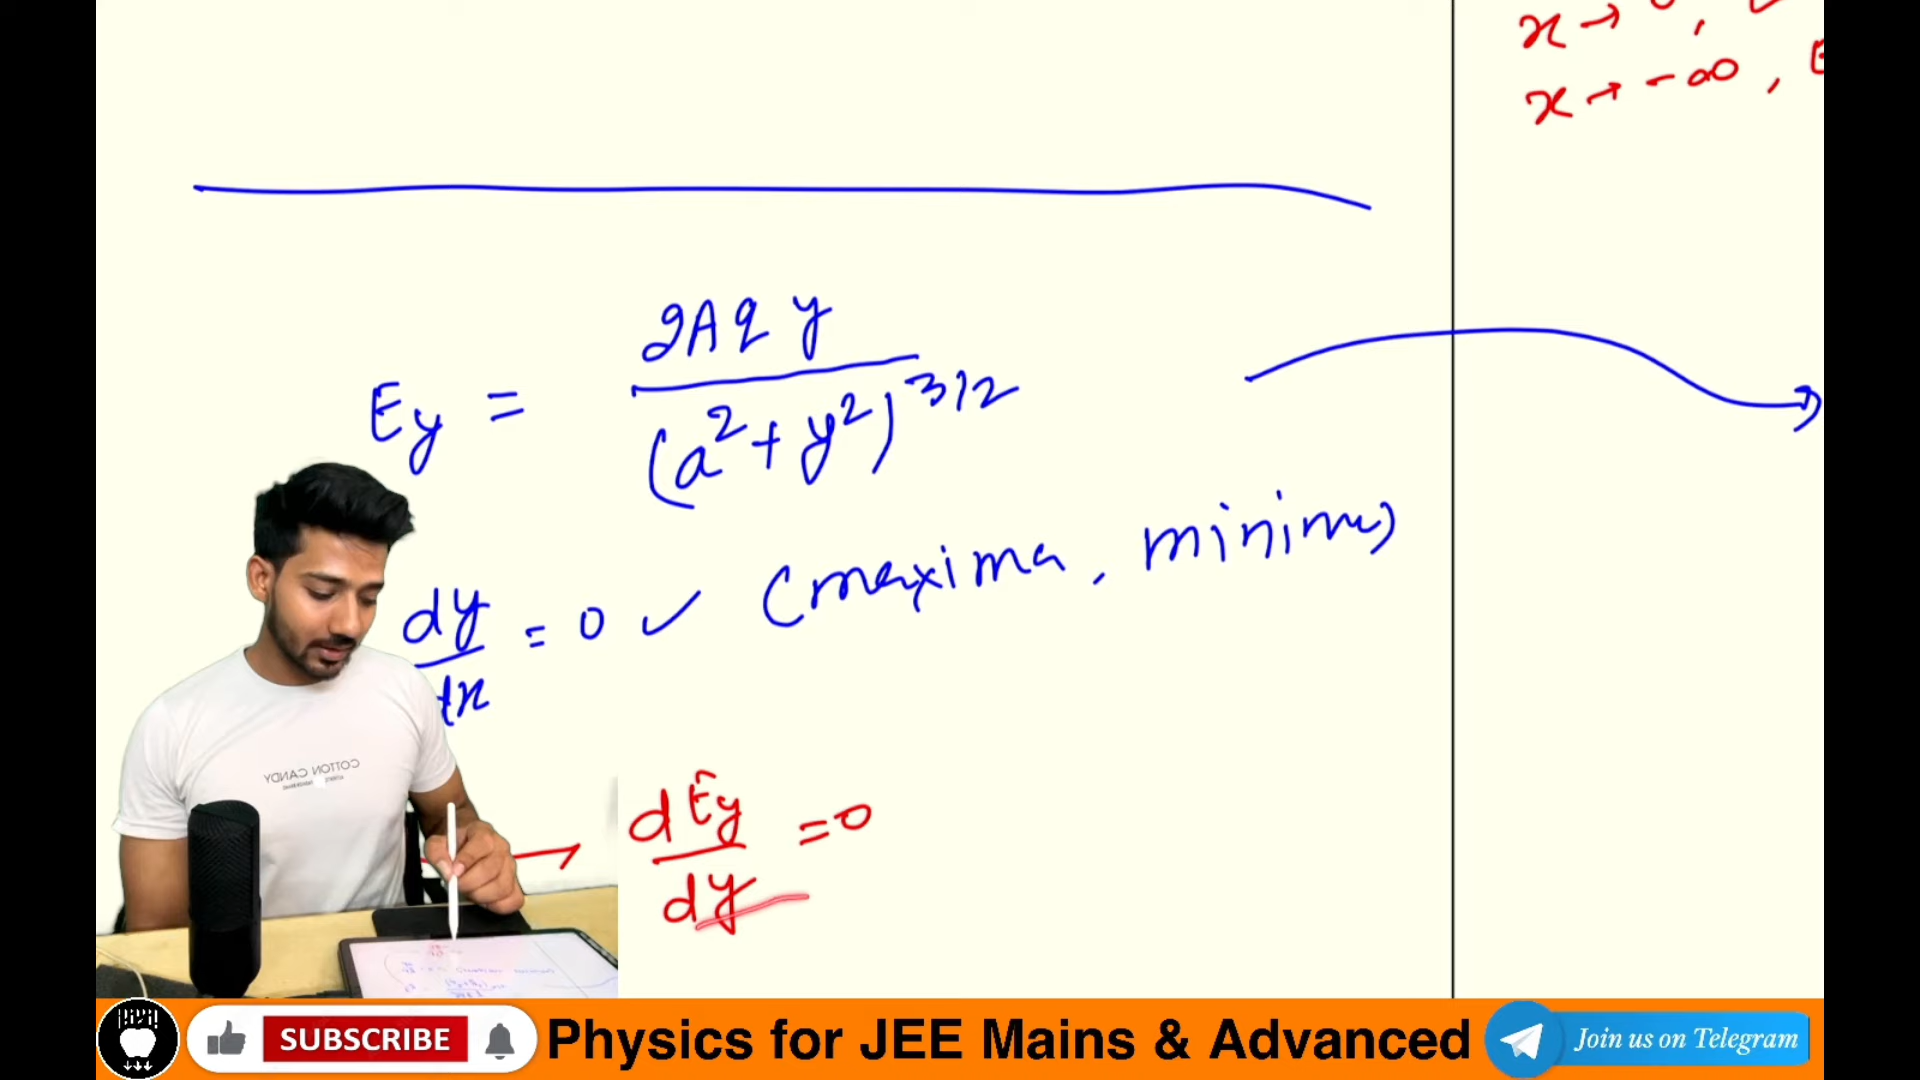 x → 0,
x → -∞,
Ey = 2Aqy / (a² + y²)^3/2
dy/dx = 0 ✓ (maxima, minima)
COTTON CANDY
dEy/dy = 0
SUBSCRIBE
Physics for JEE Mains & Advanced
Join us on Telegram